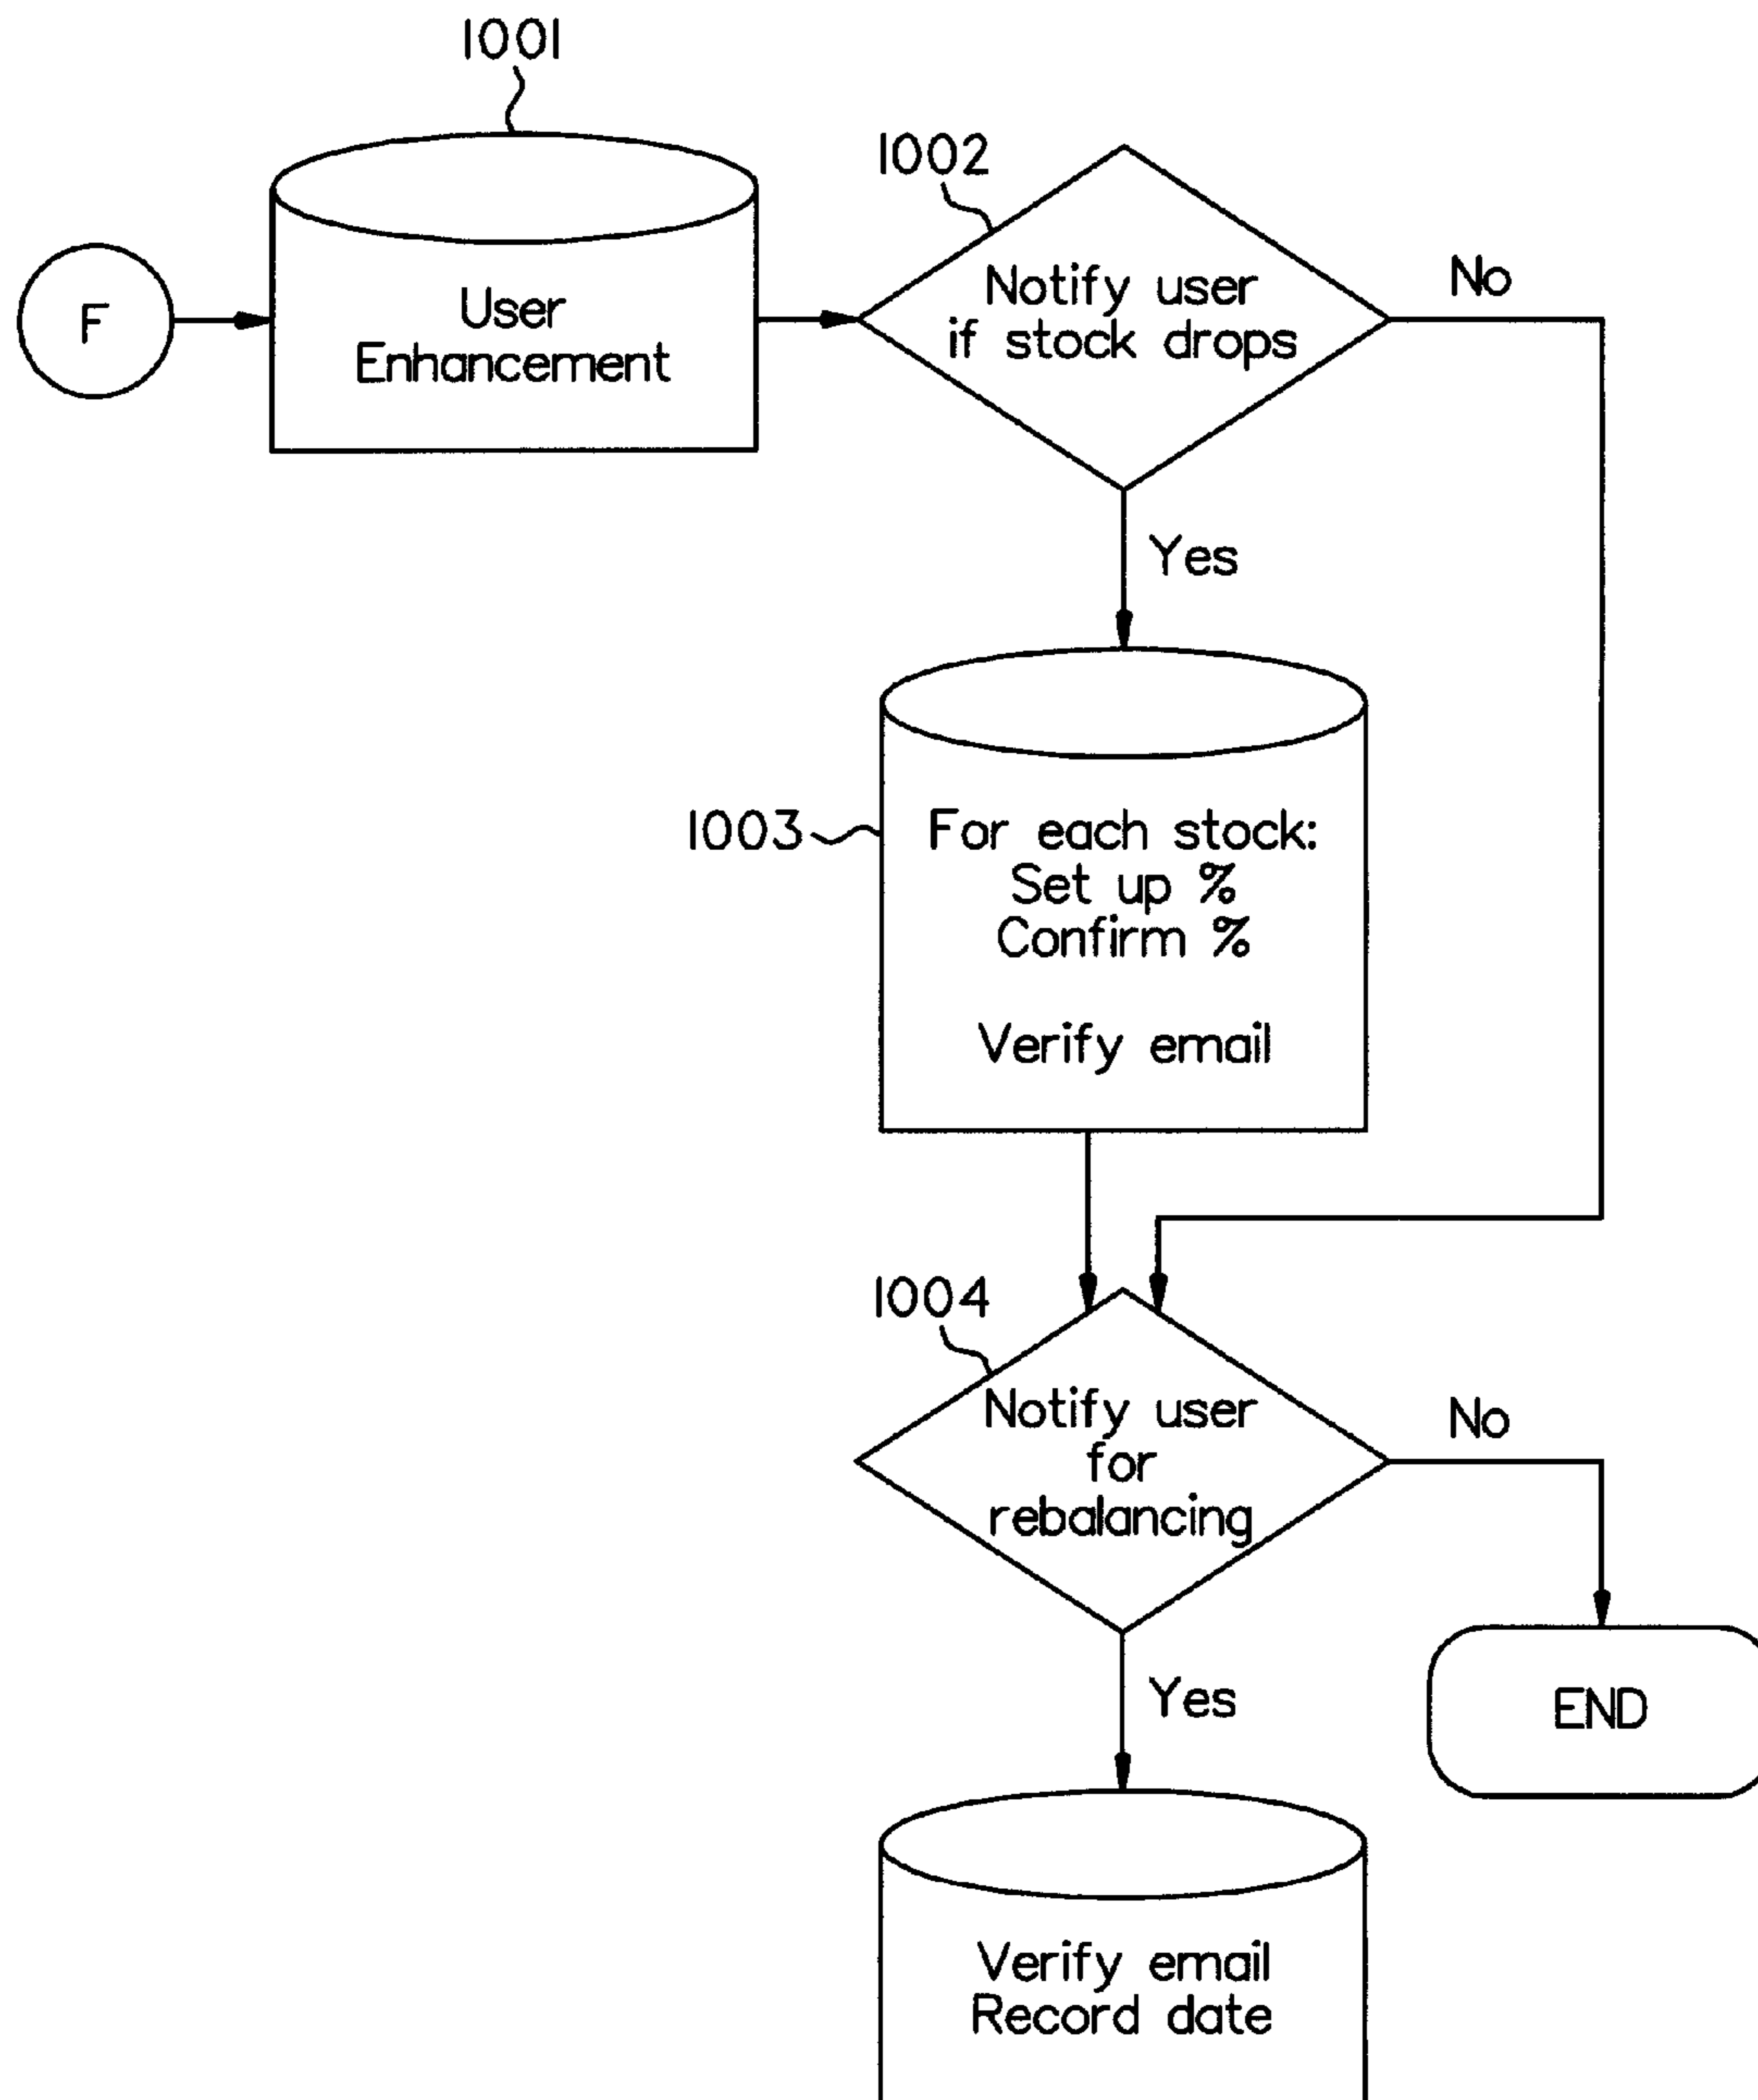 1001
1002
F
User
Enhancement
Notify user
if stock drops
No
Yes
1003
For each stock:
Set up %
Confirm %
Verify email
1004
Notify user
for
rebalancing
No
Yes
END
Verify email
Record date